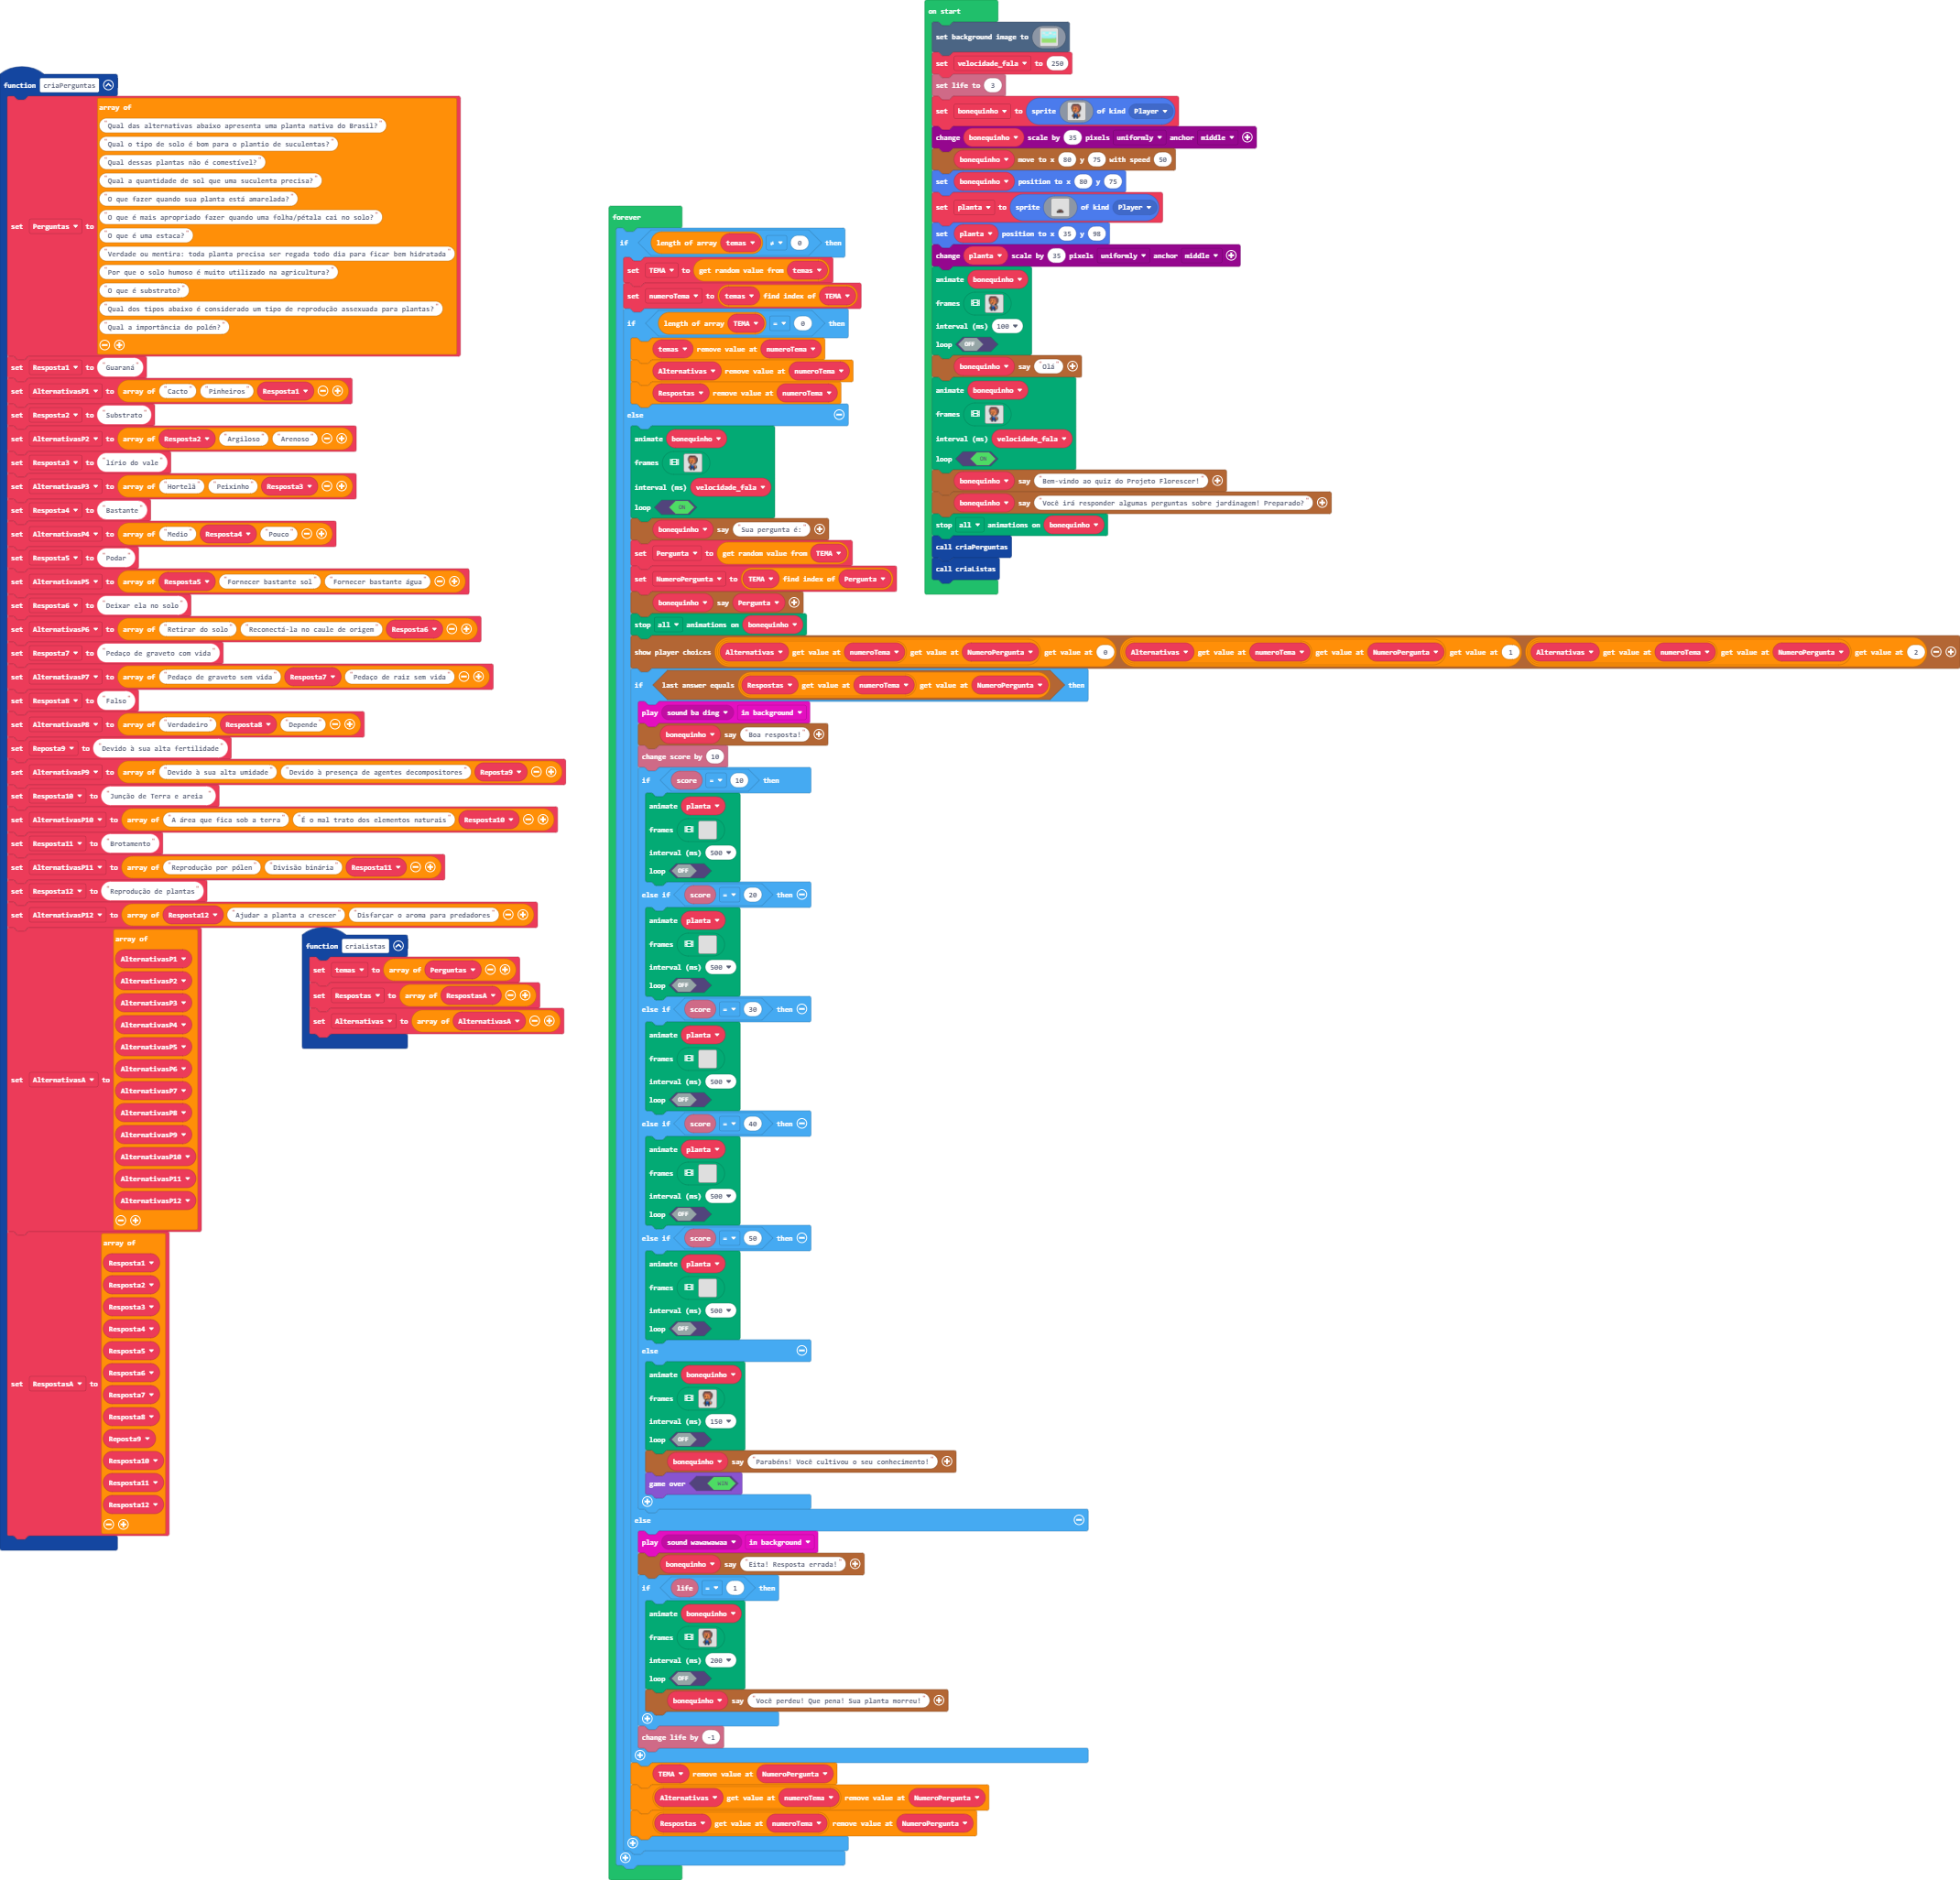 function criaPerguntas
set Perguntas to array of
"Qual das alternativas abaixo apresenta uma planta nativa do Brasil?"
"Qual o tipo de solo é bom para o plantio de suculentas?"
"Qual dessas plantas não é comestível?"
"Qual a quantidade de sol que uma suculenta precisa?"
"O que fazer quando sua planta está amarelada?"
"O que é mais apropriado fazer quando uma folha/pétala cai no solo?"
"O que é uma estaca?"
"Verdade ou mentira: toda planta precisa ser regada todo dia para ficar bem hidratada"
"Por que o solo humoso é muito utilizado na agricultura?"
"O que é substrato?"
"Qual dos tipos abaixo é considerado um tipo de reprodução assexuada para plantas?"
"Qual a importância do polén?"
set Resposta1 to "Guaraná"
set AlternativasP1 to array of "Cacto" "Pinheiros" Resposta1
set Resposta2 to "Substrato"
set AlternativasP2 to array of Resposta2 "Argiloso" "Arenoso"
set Resposta3 to "lírio do vale"
set AlternativasP3 to array of "Hortelã" "Peixinho" Resposta3
set Resposta4 to "Bastante"
set AlternativasP4 to array of "Medio" Resposta4 "Pouco"
set Resposta5 to "Podar"
set AlternativasP5 to array of Resposta5 "Fornecer bastante sol" "Fornecer bastante água"
set Resposta6 to "Deixar ela no solo"
set AlternativasP6 to array of "Retirar do solo" "Reconectá-la no caule de origem" Resposta6
set Resposta7 to "Pedaço de graveto com vida"
set AlternativasP7 to array of "Pedaço de graveto sem vida" Resposta7 "Pedaço de raiz sem vida"
set Resposta8 to "Falso"
set AlternativasP8 to array of "Verdadeiro" Resposta8 "Depende"
set Reposta9 to "Devido à sua alta fertilidade"
set AlternativasP9 to array of "Devido à sua alta umidade" "Devido à presença de agentes decompositores" Reposta9
set Resposta10 to "Junção de Terra e areia"
set AlternativasP10 to array of "A área que fica sob a terra" "É o mal trato dos elementos naturais" Resposta10
set Resposta11 to "Brotamento"
set AlternativasP11 to array of "Reprodução por pólen" "Divisão binária" Resposta11
set Resposta12 to "Reprodução de plantas"
set AlternativasP12 to array of Resposta12 "Ajudar a planta a crescer" "Disfarçar o aroma para predadores"
set AlternativasA to array of
AlternativasP1
AlternativasP2
AlternativasP3
AlternativasP4
AlternativasP5
AlternativasP6
AlternativasP7
AlternativasP8
AlternativasP9
AlternativasP10
AlternativasP11
AlternativasP12
set RespostasA to array of
Resposta1
Resposta2
Resposta3
Resposta4
Resposta5
Resposta6
Resposta7
Resposta8
Reposta9
Resposta10
Resposta11
Resposta12
function criaListas
set temas to array of Perguntas
set Respostas to array of RespostasA
set Alternativas to array of AlternativasA
forever
if length of array temas ≠ 0 then
set TEMA to get random value from temas
set numeroTema to temas find index of TEMA
if length of array TEMA = 0 then
temas remove value at numeroTema
Alternativas remove value at numeroTema
Respostas remove value at numeroTema
else
animate bonequinho
frames
interval (ms) velocidade_fala
loop ON
bonequinho say "Sua pergunta é:"
set Pergunta to get random value from TEMA
set NumeroPergunta to TEMA find index of Pergunta
bonequinho say Pergunta
stop all animations on bonequinho
show player choices Alternativas get value at numeroTema get value at NumeroPergunta get value at 0 Alternativas get value at numeroTema get value at NumeroPergunta get value at 1 Alternativas get value at numeroTema get value at NumeroPergunta get value at 2
if last answer equals Respostas get value at numeroTema get value at NumeroPergunta then
play sound ba ding in background
bonequinho say "Boa resposta!"
change score by 10
if score = 10 then
animate planta
frames
interval (ms) 500
loop OFF
else if score = 20 then
animate planta
frames
interval (ms) 500
loop OFF
else if score = 30 then
animate planta
frames
interval (ms) 500
loop OFF
else if score = 40 then
animate planta
frames
interval (ms) 500
loop OFF
else if score = 50 then
animate planta
frames
interval (ms) 500
loop OFF
else
animate bonequinho
frames
interval (ms) 150
loop OFF
bonequinho say "Parabéns! Você cultivou o seu conhecimento!"
game over WIN
else
play sound wawawawaa in background
bonequinho say "Eita! Resposta errada!"
if life = 1 then
animate bonequinho
frames
interval (ms) 200
loop OFF
bonequinho say "Você perdeu! Que pena! Sua planta morreu!"
change life by -1
TEMA remove value at NumeroPergunta
Alternativas get value at numeroTema remove value at NumeroPergunta
Respostas get value at numeroTema remove value at NumeroPergunta
on start
set background image to
set velocidade_fala to 250
set life to 3
set bonequinho to sprite of kind Player
change bonequinho scale by 35 pixels uniformly anchor middle
bonequinho move to x 80 y 75 with speed 50
set bonequinho position to x 80 y 75
set planta to sprite of kind Player
set planta position to x 35 y 98
change planta scale by 35 pixels uniformly anchor middle
animate bonequinho
frames
interval (ms) 100
loop OFF
bonequinho say "Olá"
animate bonequinho
frames
interval (ms) velocidade_fala
loop ON
bonequinho say "Bem-vindo ao quiz do Projeto Florescer!"
bonequinho say "Você irá responder algumas perguntas sobre jardinagem! Preparado?"
stop all animations on bonequinho
call criaPerguntas
call criaListas